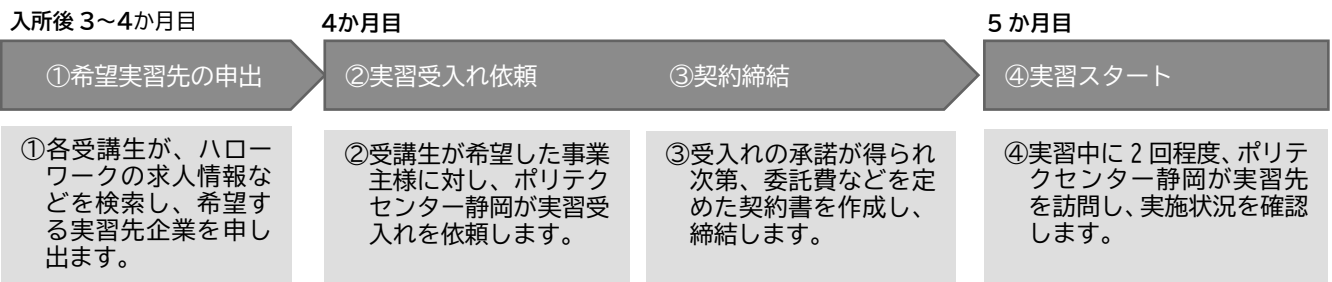 入所後３～４か月目
４か月目
５か月目
①希望実習先の申出
②実習受入れ依頼
③契約締結
④実習スタート
①各受講生が、ハロー
ワークの求人情報な
どを検索し、希望す
る実習先企業を申し
出ます。
②受講生が希望した事業
主様に対し、ポリテク
センター静岡が実習受
入れを依頼します。
③受入れの承諾が得られ
次第、委託費などを定
めた契約書を作成し、
締結します。
④実習中に２回程度、ポリテ
クセンター静岡が実習先
を訪問し、実施状況を確認
します。